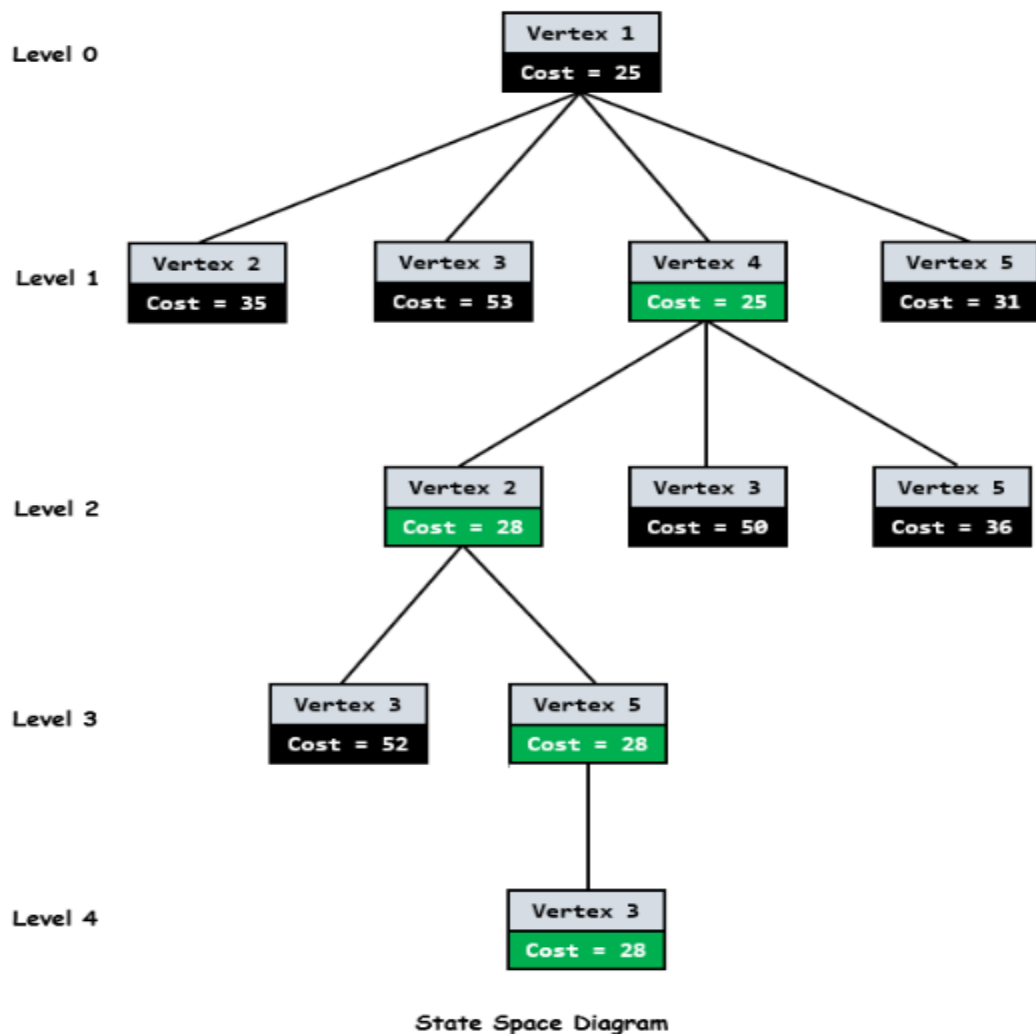 Level 0
Vertex 1
Cost = 25
Level 1
Vertex 2
Cost = 35
Vertex 3
Cost = 53
Vertex 4
Cost = 25
Vertex 5
Cost = 31
Level 2
Vertex 2
Cost = 28
Vertex 3
Cost = 50
Vertex 5
Cost = 36
Level 3
Vertex 3
Cost = 52
Vertex 5
Cost = 28
Level 4
Vertex 3
Cost = 28
State Space Diagram